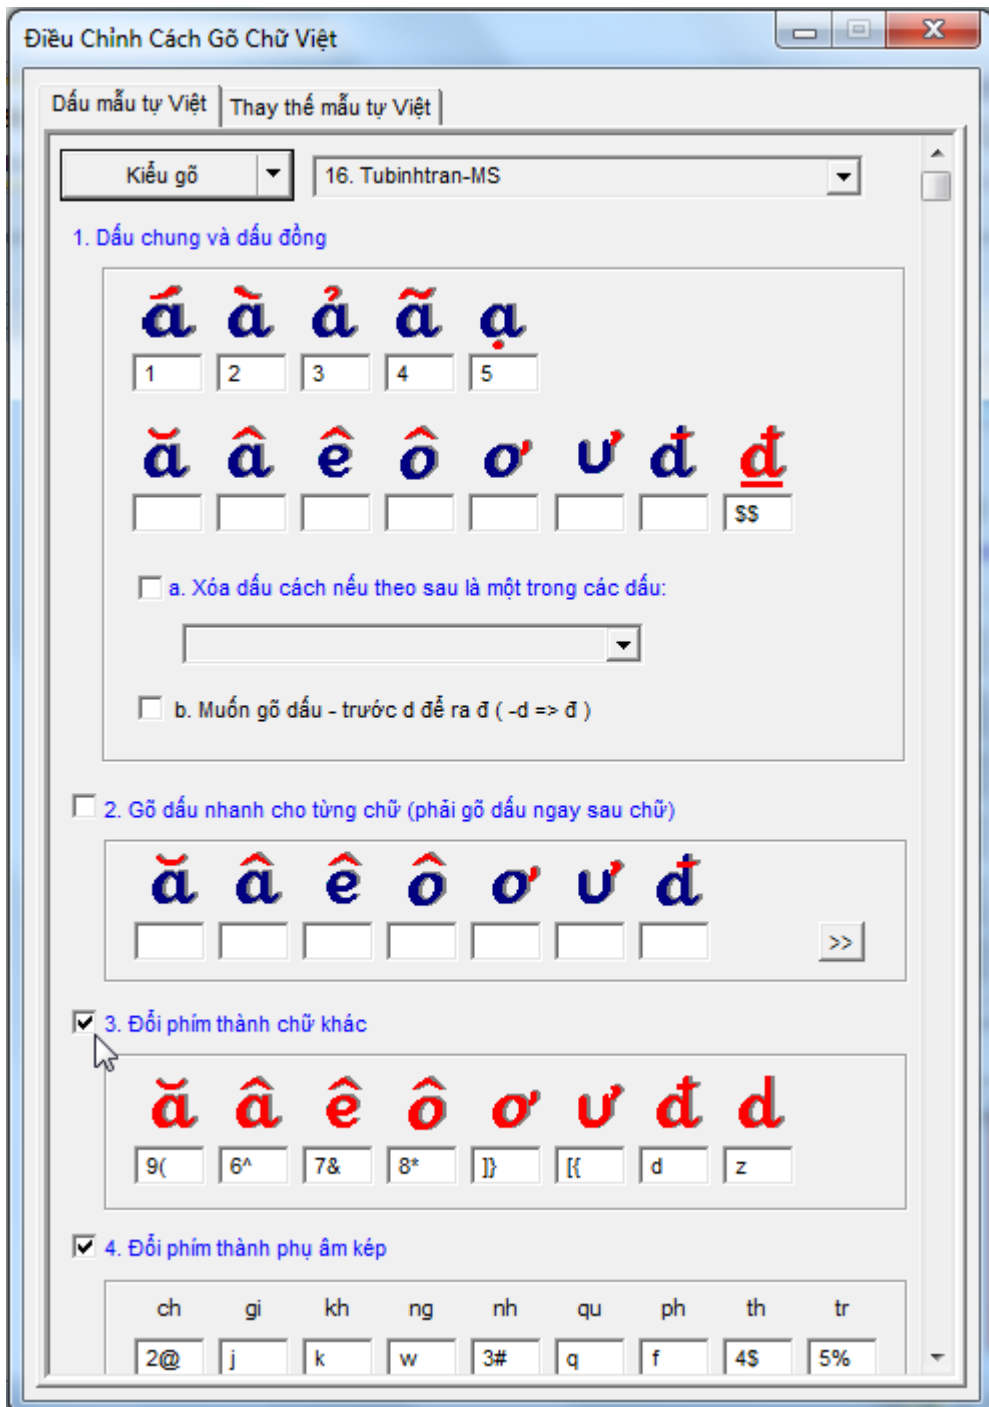 Điều Chỉnh Cách Gõ Chữ Việt
Dấu mẫu tự Việt Thay thế mẫu tự Việt
Kiểu gõ 16. Tubinhtran-MS
1. Dấu chung và dấu đồng
á à ả ã ạ
1 2 3 4 5
ă â ê ô ơ ư đ đ
$$
a. Xóa dấu cách nếu theo sau là một trong các dấu:
b. Muốn gõ dấu - trước d để ra đ ( -d => đ )
2. Gõ dấu nhanh cho từng chữ (phải gõ dấu ngay sau chữ)
ă â ê ô ơ ư đ
>>
3. Đổi phím thành chữ khác
ă â ê ô ơ ư đ d
9( 6^ 7& 8* ]} [{ d z
4. Đổi phím thành phụ âm kép
ch gi kh ng nh qu ph th tr
2@ j k w 3# q f 4$ 5%